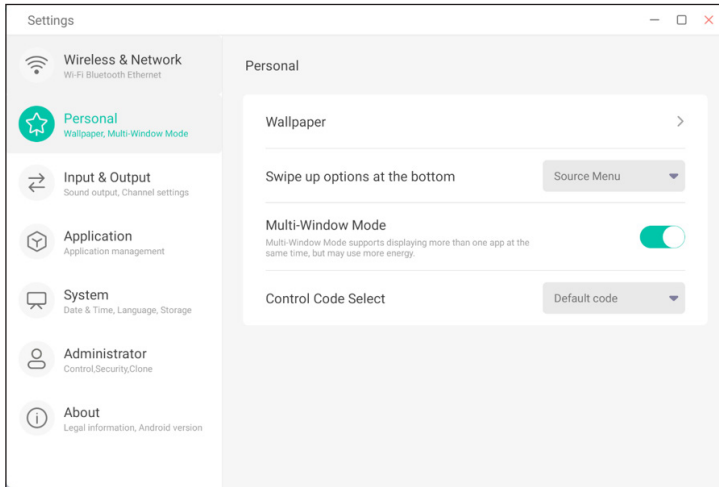 Settings
Wireless & Network
Wi-Fi Bluetooth Ethernet
Personal
Wallpaper, Multi-Window Mode
Input & Output
Sound output, Channel settings
Application
Application management
System
Date & Time, Language, Storage
Administrator
Control,Security,Clone
About
Legal information, Android version
Personal
Wallpaper
Swipe up options at the bottom
Source Menu
Multi-Window Mode
Multi-Window Mode supports displaying more than one app at the
same time, but may use more energy.
Control Code Select
Default code